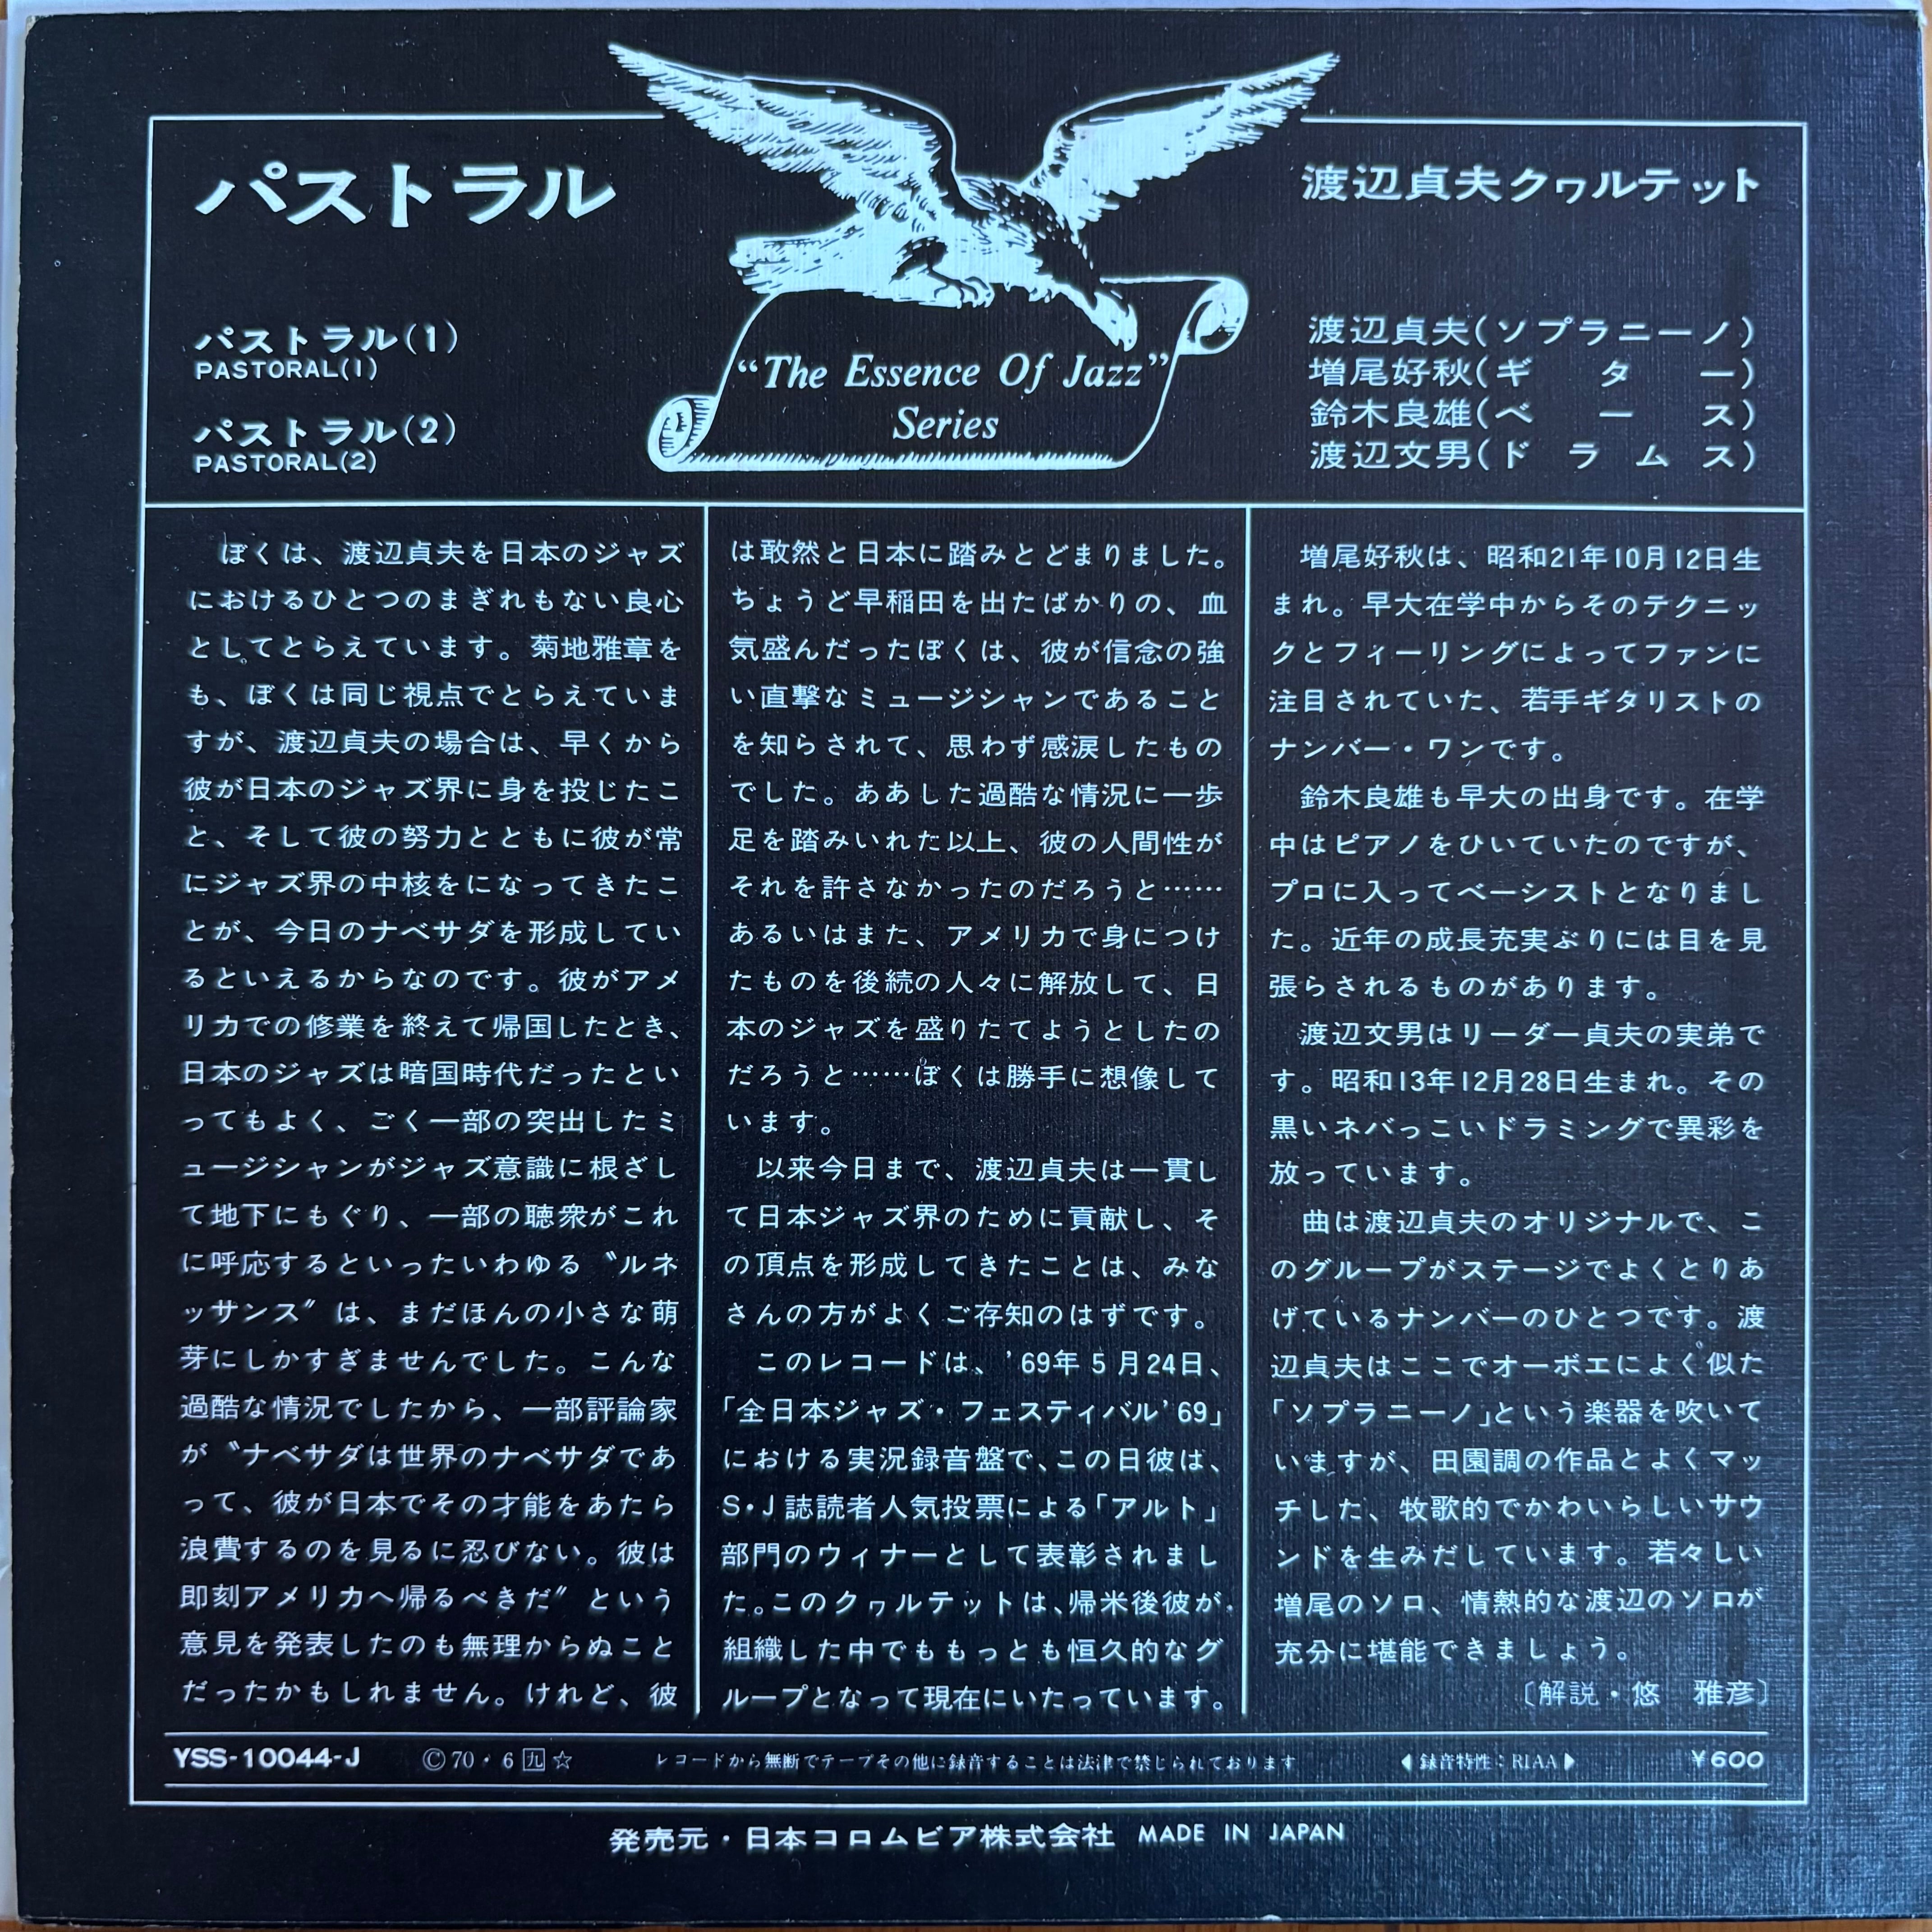 パストラル
パストラル(1)
PASTORAL(1)
パストラル(2)
PASTORAL(2)
“The Essence Of Jazz”
Series
渡辺貞夫クヮルテット
渡辺貞夫(ソプラニーノ)
増尾好秋(ギター)
鈴木良雄(ベース)
渡辺文男(ドラムス)
ぼくは、渡辺貞夫を日本のジャズ
におけるひとつのまぎれもない良心
としてとらえています。菊地雅章を
も、ぼくは同じ視点でとらえていま
すが、渡辺貞夫の場合は、早くから
彼が日本のジャズ界に身を投じたこ
と、そして彼の努力とともに彼が常
にジャズ界の中核をになってきたこ
とが、今日のナベサダを形成してい
るといえるからなのです。彼がアメ
リカでの修業を終えて帰国したとき、
日本のジャズは暗国時代だったとい
ってもよく、ごく一部の突出したミ
ュージシャンがジャズ意識に根ざし
て地下にもぐり、一部の聴衆がこれ
に呼応するといったいわゆる〝ルネ
ッサンス〞は、まだほんの小さな萌
芽にしかすぎませんでした。こんな
過酷な情況でしたから、一部評論家
が〝ナベサダは世界のナベサダであ
って、彼が日本でその才能をあたら
浪費するのを見るに忍びない。彼は
即刻アメリカへ帰るべきだ〞という
意見を発表したのも無理からぬこと
だったかもしれません。けれど、彼
は敢然と日本に踏みとどまりました。
ちょうど早稲田を出たばかりの、血
気盛んだったぼくは、彼が信念の強
い直撃なミュージシャンであること
を知らされて、思わず感涙したもの
でした。ああした過酷な情況に一歩
足を踏みいれた以上、彼の人間性が
それを許さなかったのだろうと……
あるいはまた、アメリカで身につけ
たものを後続の人々に解放して、日
本のジャズを盛りたてようとしたの
だろうと……ぼくは勝手に想像して
います。
以来今日まで、渡辺貞夫は一貫し
て日本ジャズ界のために貢献し、そ
の頂点を形成してきたことは、みな
さんの方がよくご存知のはずです。
このレコードは、’69年5月24日、
「全日本ジャズ・フェスティバル’69」
における実況録音盤で、この日彼は、
S・J誌読者人気投票による「アルト」
部門のウィナーとして表彰されまし
た。このクヮルテットは、帰米後彼が
組織した中でももっとも恒久的なグ
ループとなって現在にいたっています。
増尾好秋は、昭和21年10月12日生
まれ。早大在学中からそのテクニッ
クとフィーリングによってファンに
注目されていた、若手ギタリストの
ナンバー・ワンです。
鈴木良雄も早大の出身です。在学
中はピアノをひいていたのですが、
プロに入ってベーシストとなりまし
た。近年の成長充実ぶりには目を見
張らされるものがあります。
渡辺文男はリーダー貞夫の実弟で
す。昭和13年12月28日生まれ。その
黒いネバっこいドラミングで異彩を
放っています。
曲は渡辺貞夫のオリジナルで、こ
のグループがステージでよくとりあ
げているナンバーのひとつです。渡
辺貞夫はここでオーボエによく似た
「ソプラニーノ」という楽器を吹いて
いますが、田園調の作品とよくマッ
チした、牧歌的でかわいらしいサウ
ンドを生みだしています。若々しい
増尾のソロ、情熱的な渡辺のソロが
充分に堪能できましょう。
〔解説・悠　雅彦〕
YSS-10044-J Ⓒ70・6 九 ☆ レコードから無断でテープその他に録音することは法律で禁じられております ◀録音特性：RIAA▶ ¥600
発売元・日本コロムビア株式会社 MADE IN JAPAN